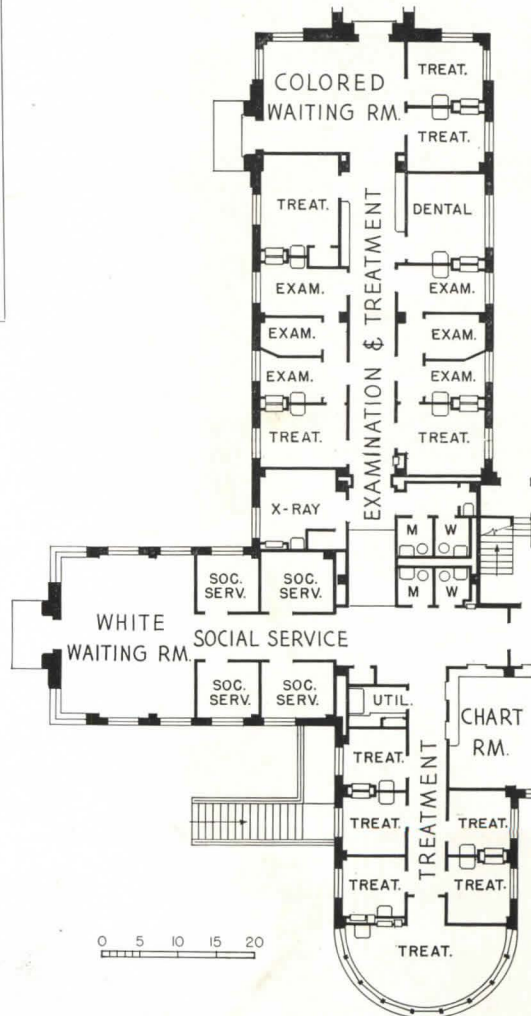 COLORED
WAITING RM.
TREAT.
TREAT.
TREAT.
DENTAL
EXAMINATION & TREATMENT
EXAM.
EXAM.
EXAM.
EXAM.
EXAM.
EXAM.
TREAT.
TREAT.
X-RAY
M
W
SOC.
SERV.
SOC.
SERV.
M
W
WHITE
WAITING RM.
SOCIAL SERVICE
SOC.
SERV.
SOC.
SERV.
UTIL.
CHART
RM.
TREATMENT
TREAT.
TREAT.
TREAT.
TREAT.
TREAT.
TREAT.
0 5 10 15 20